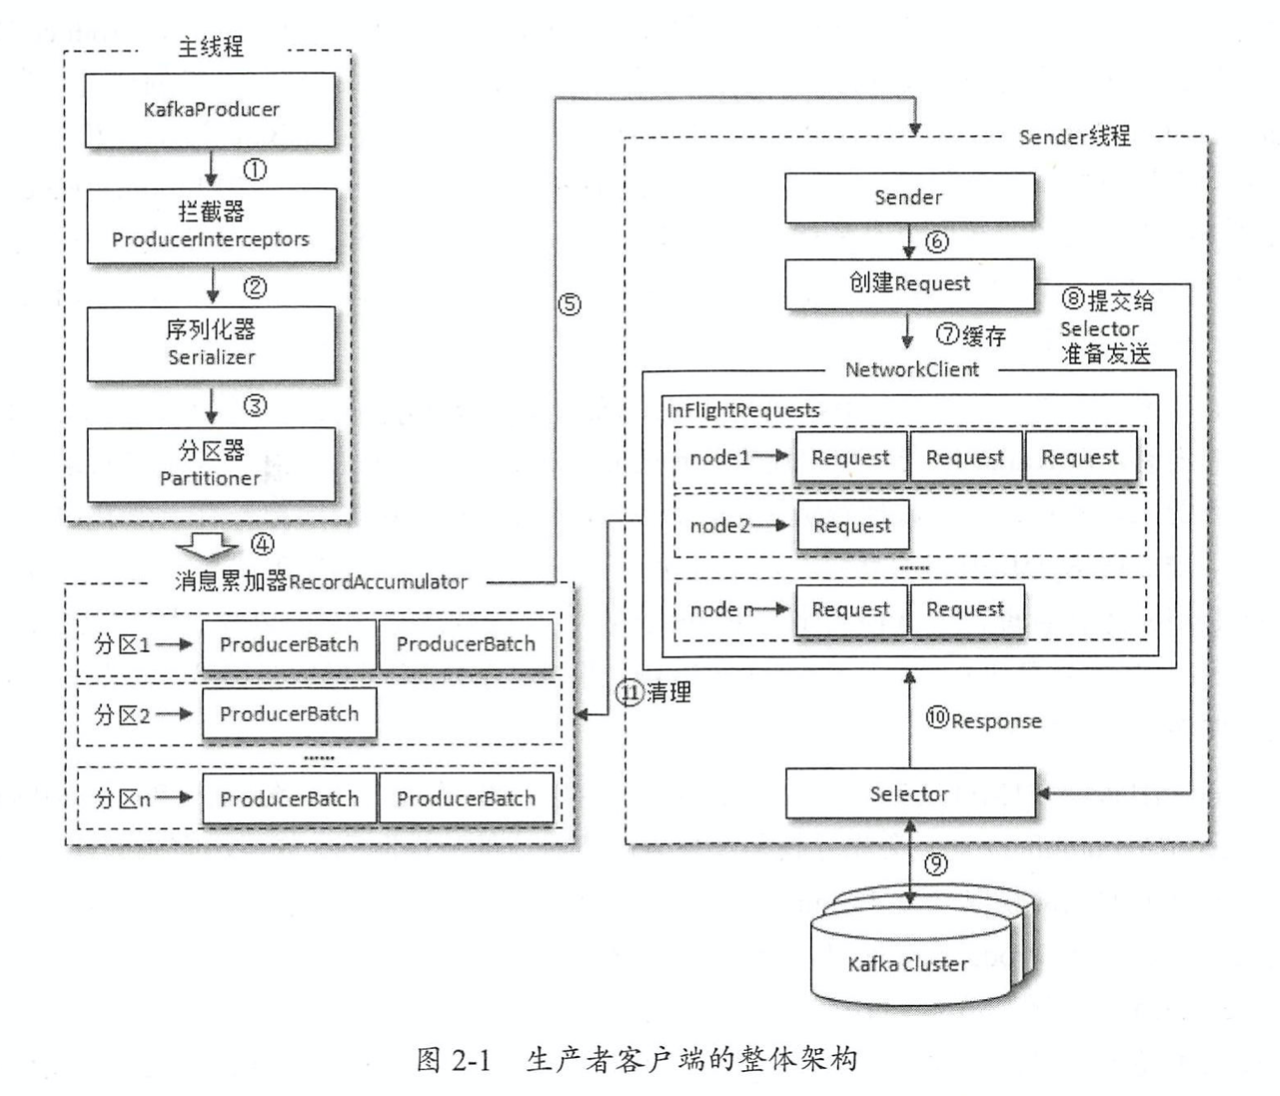 主线程
KafkaProducer
①
拦截器
ProducerInterceptors
②
序列化器
Serializer
③
分区器
Partitioner
④
消息累加器RecordAccumulator
分区1
ProducerBatch
ProducerBatch
分区2
ProducerBatch
......
分区n
ProducerBatch
ProducerBatch
⑤
Sender线程
Sender
⑥
创建Request
⑦缓存
⑧提交给
Selector
准备发送
NetworkClient
InFlightRequests
node1
Request
Request
Request
node2
Request
......
node n
Request
Request
⑪清理
⑩Response
Selector
⑨
Kafka Cluster
图 2-1 生产者客户端的整体架构